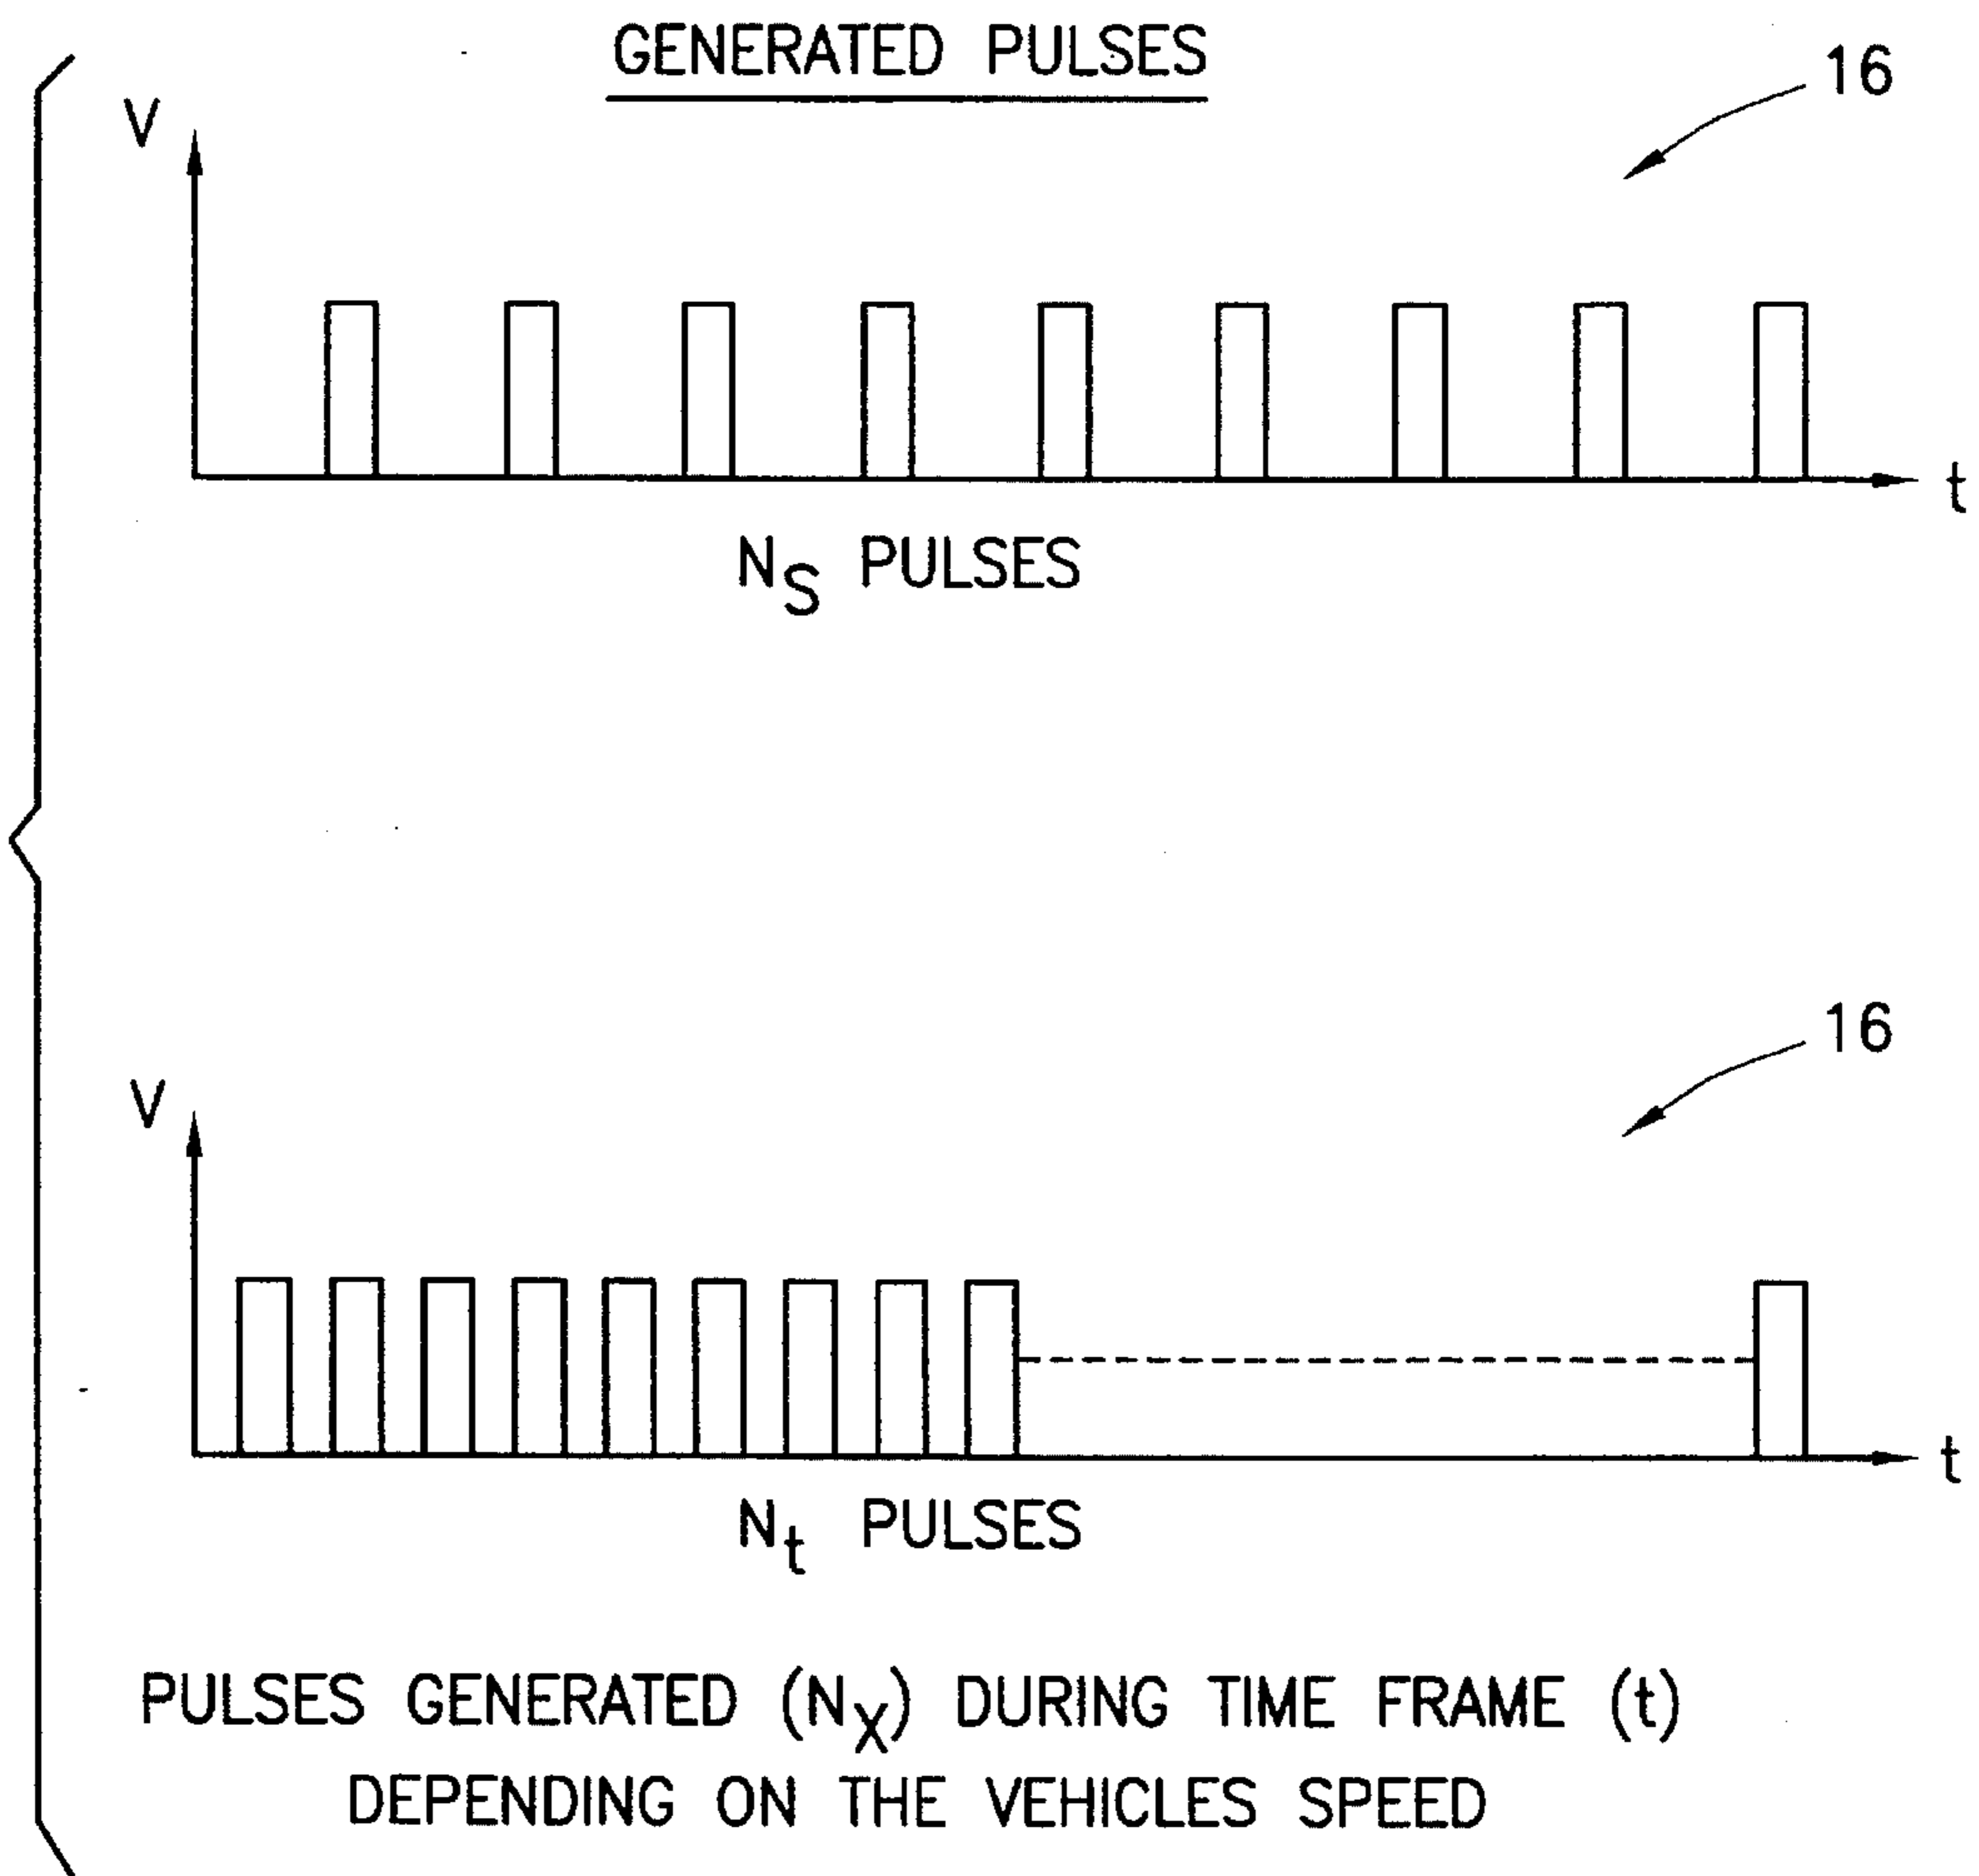 GENERATED PULSES
16
V
t
NS PULSES
16
V
t
Nt PULSES
PULSES GENERATED (NX) DURING TIME FRAME (t)
DEPENDING ON THE VEHICLES SPEED